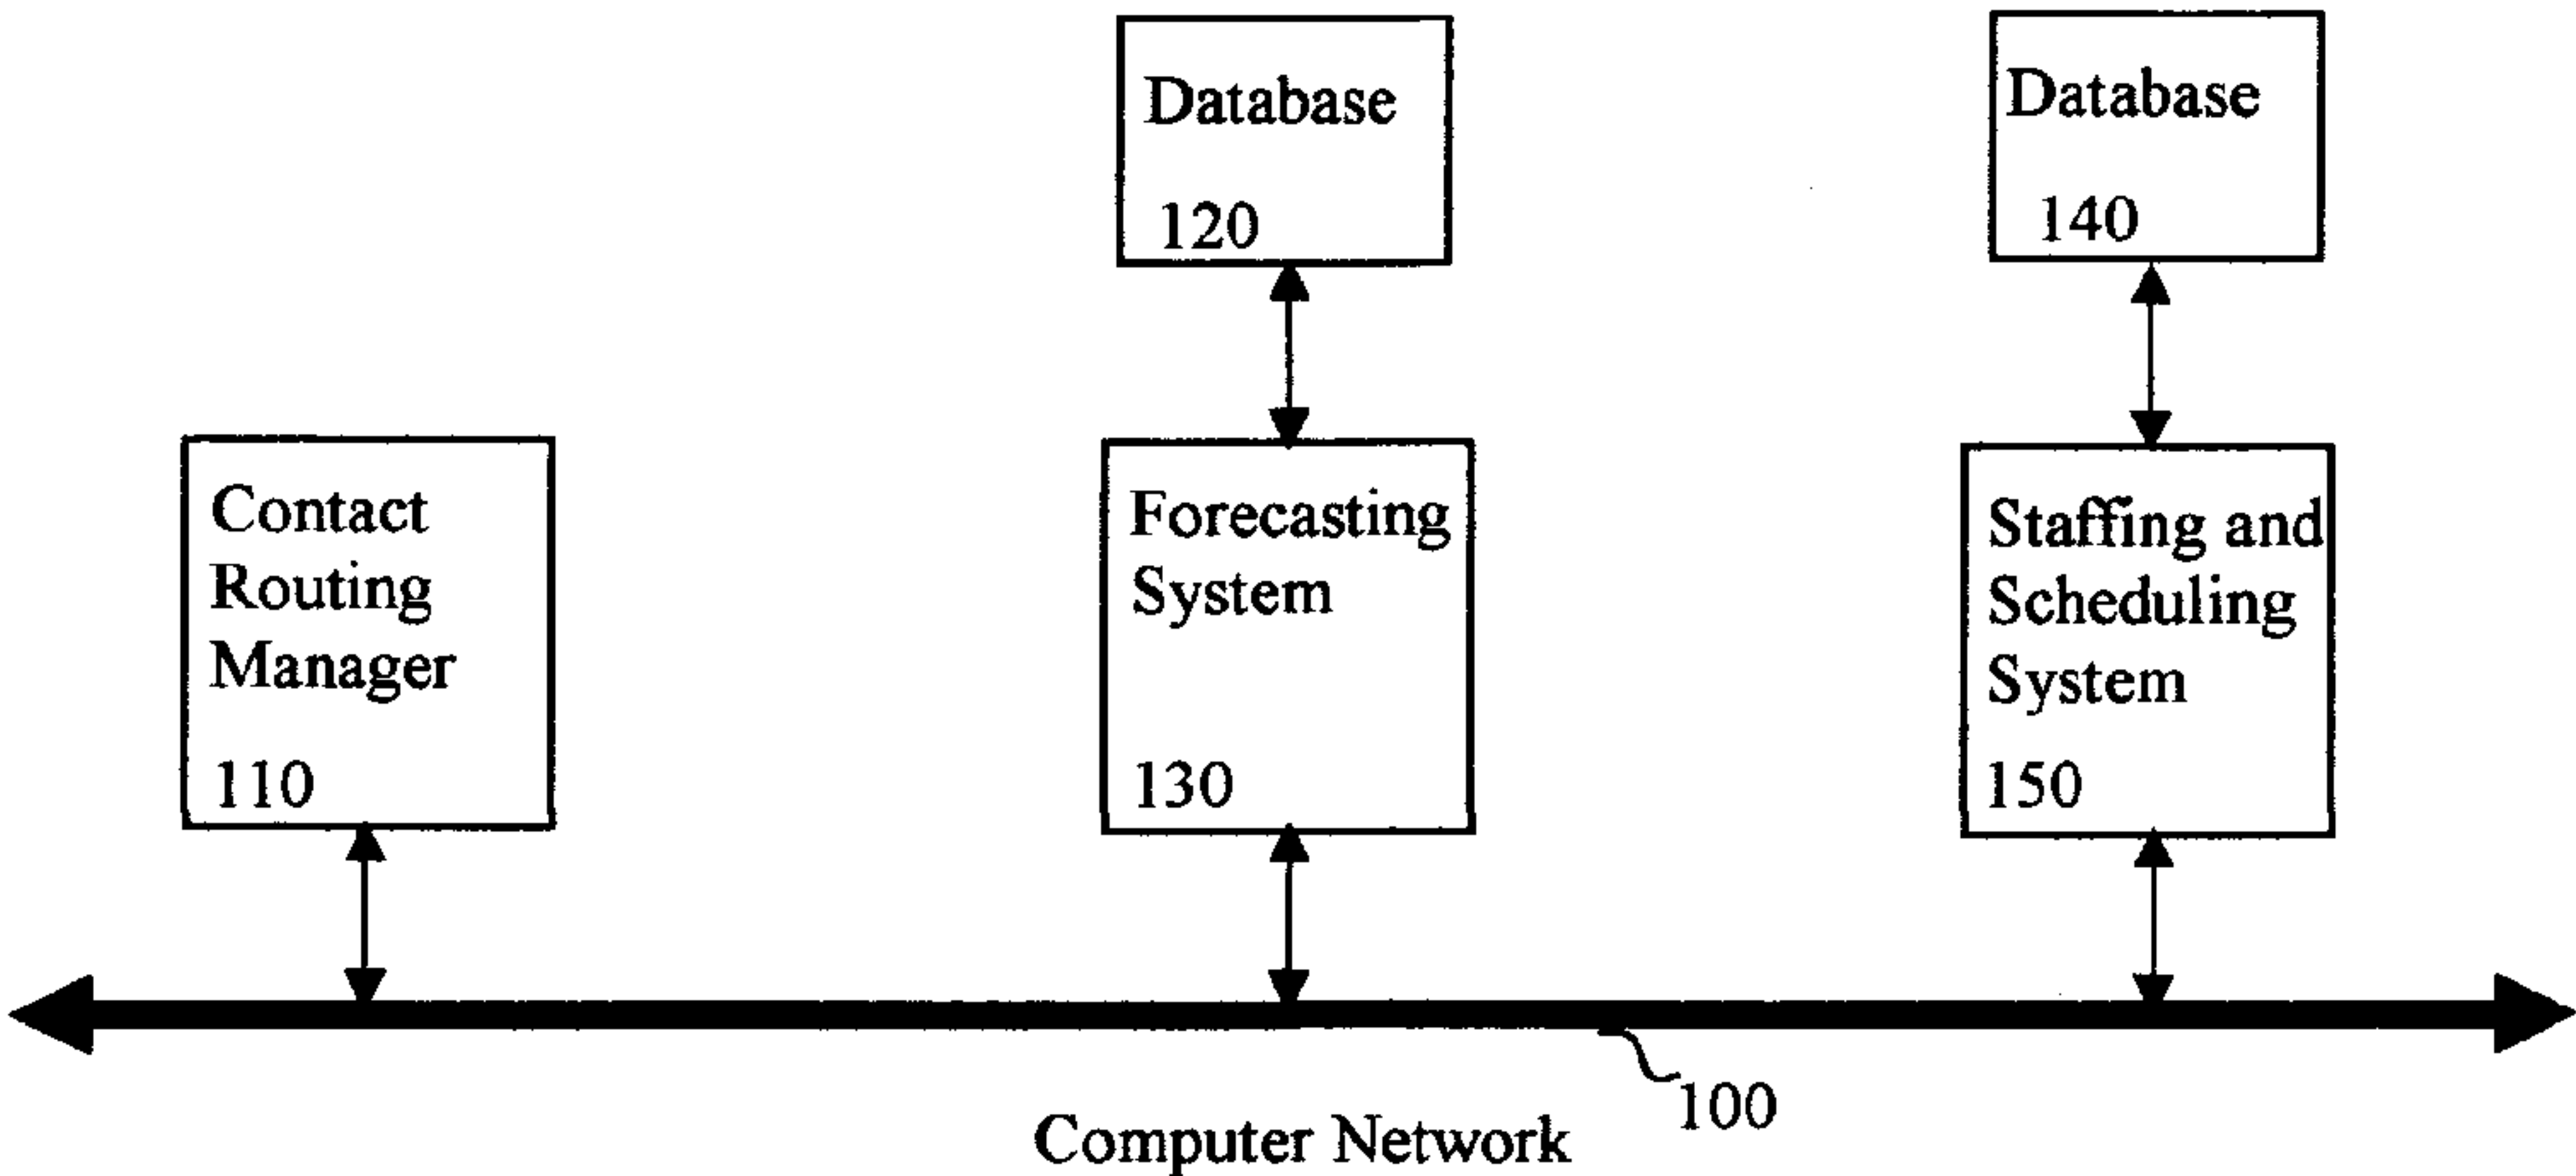 Database
120
Database
140
Contact
Routing
Manager
110
Forecasting
System
130
Staffing and
Scheduling
System
150
100
Computer Network